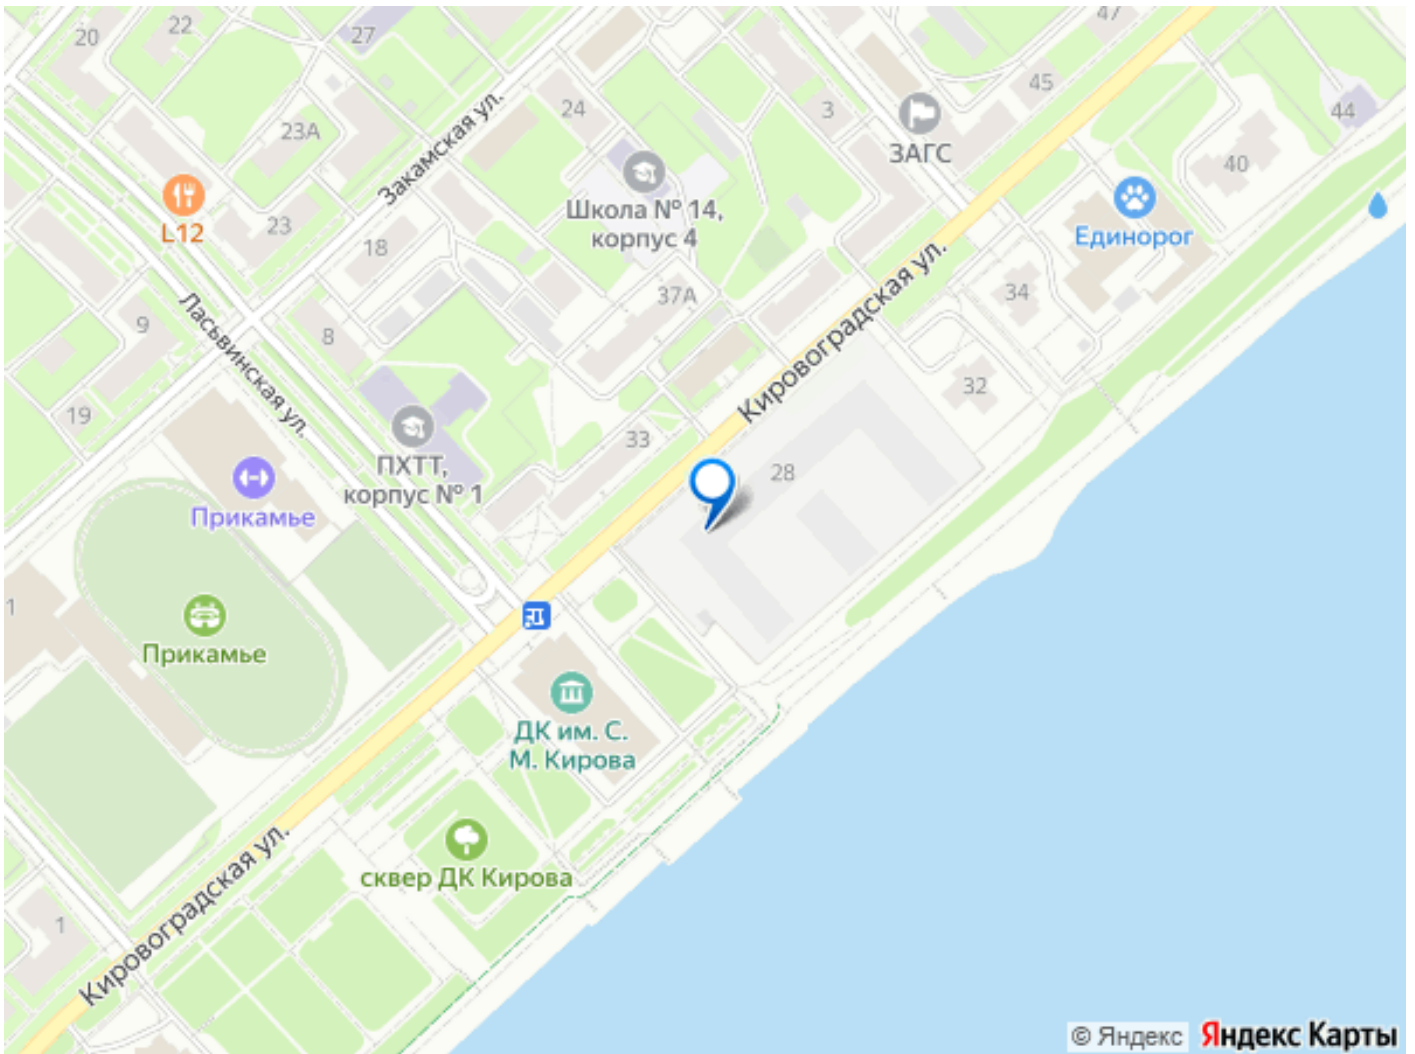 47
22
20
27
45
44
24
3
23А
ЗАГС
40
Закамская ул.
Школа № 14,
корпус 4
L12
23
18
Единорог
37А
34
9
8
Ласьвинская ул.
Кировоградская ул.
32
19
33
ПХТТ,
корпус № 1
28
Прикамье
1
Прикамье
ДК им. С.
М. Кирова
сквер ДК Кирова
Кировоградская ул.
1
© Яндекс Яндекс Карты